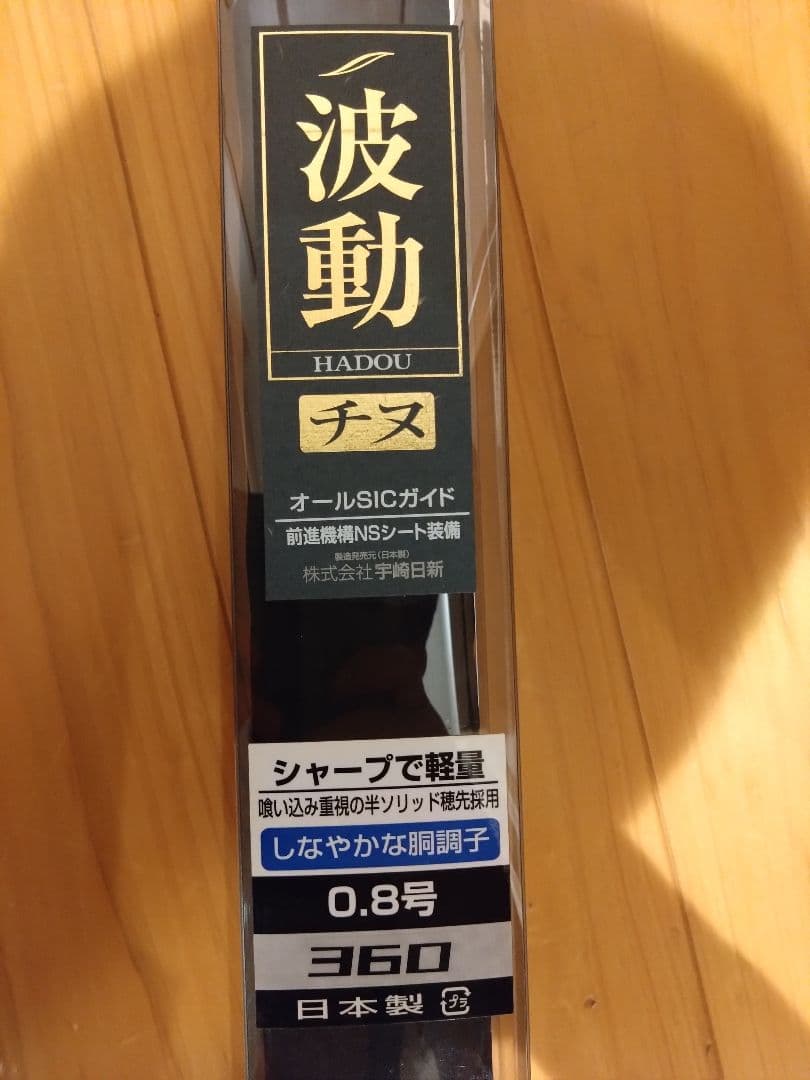 波動
HADOU
チヌ
オールSICガイド
前進機構NSシート装備
製造発売元(日本製)
株式会社 宇崎日新
シャープで軽量
喰い込み重視の半ソリッド穂先採用
しなやかな胴調子
0.8号
360
日本製 プラ